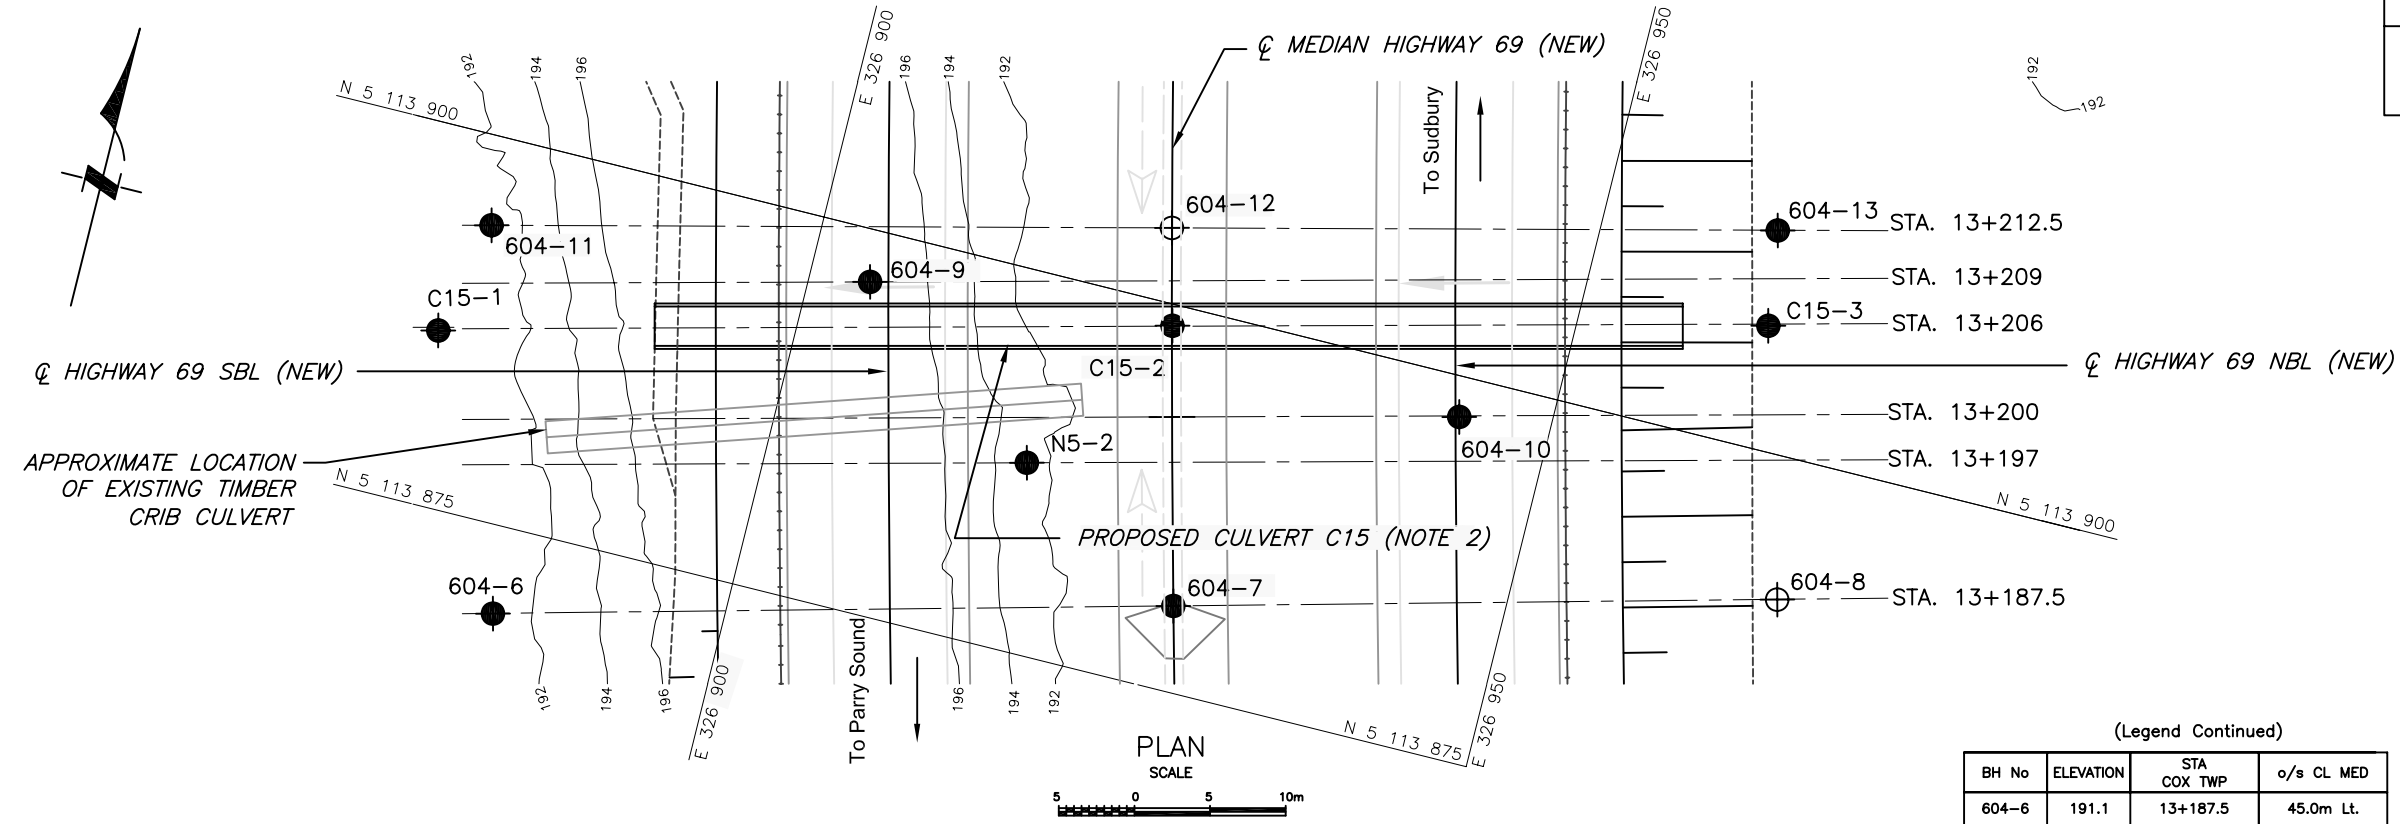 192
194
196
E 326 900
196
194
192
℄ MEDIAN HIGHWAY 69 (NEW)
E 326 950
192
192
N 5 113 900
To Sudbury
604-12
604-13
STA. 13+212.5
604-11
604-9
STA. 13+209
C15-1
C15-3
STA. 13+206
℄ HIGHWAY 69 SBL (NEW)
C15-2
℄ HIGHWAY 69 NBL (NEW)
STA. 13+200
N5-2
604-10
STA. 13+197
APPROXIMATE LOCATION
OF EXISTING TIMBER
CRIB CULVERT
N 5 113 875
N 5 113 900
PROPOSED CULVERT C15 (NOTE 2)
604-6
604-7
604-8
STA. 13+187.5
To Parry Sound
192
194
196
E 326 900
196
194
192
N 5 113 875
E 326 950
PLAN
SCALE
5 0 5 10m
(Legend Continued)
BH No ELEVATION STA COX TWP o/s CL MED
604-6 191.1 13+187.5 45.0m Lt.